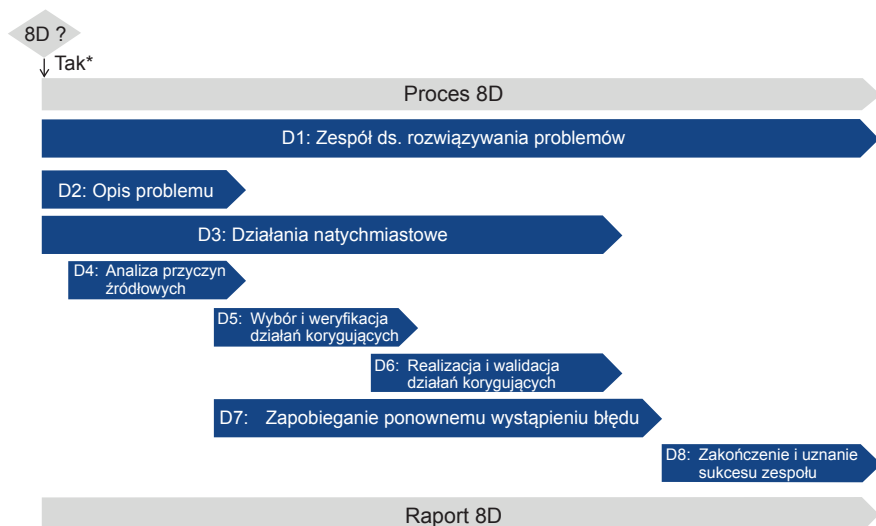 8D ?
Tak*
Proces 8D
D1: Zespół ds. rozwiązywania problemów
D2: Opis problemu
D3: Działania natychmiastowe
D4: Analiza przyczyn
źródłowych
D5: Wybór i weryfikacja
działań korygujących
D6: Realizacja i walidacja
działań korygujących
D7: Zapobieganie ponownemu wystąpieniu błędu
D8: Zakończenie i uznanie
sukcesu zespołu
Raport 8D